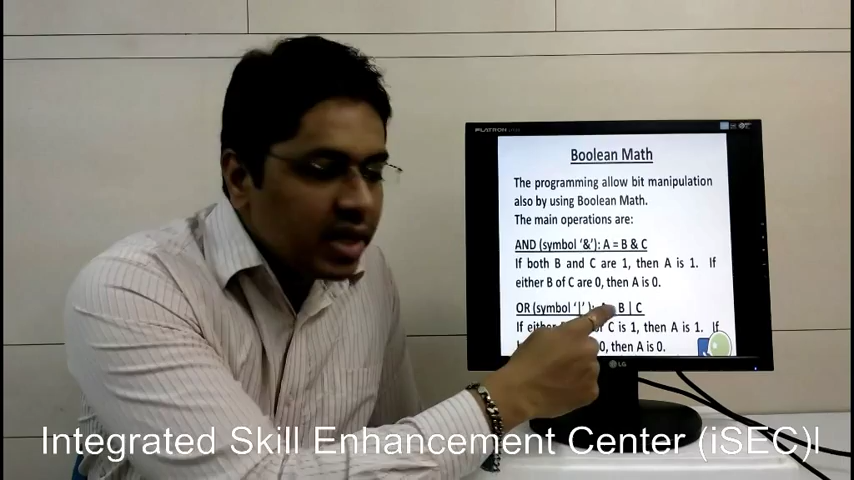 FLATRON
Boolean Math
The programming allow bit manipulation
also by using Boolean Math.
The main operations are:
AND (symbol '&'): A = B & C
If both B and C are 1, then A is 1. If
either B of C are 0, then A is 0.
OR (symbol '|' ): B | C
If either C is 1, then A is 1. If
0, then A is 0.
LG
Integrated Skill Enhancement Center (iSEC)l